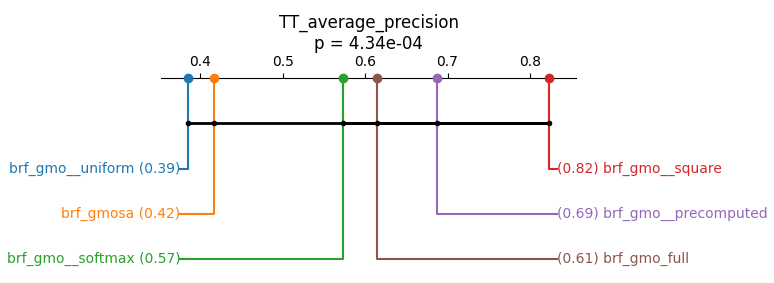 TT_average_precision
p = 4.34e-04
0.4 0.5 0.6 0.7 0.8
brf_gmo__uniform (0.39) (0.82) brf_gmo__square
brf_gmosa (0.42) (0.69) brf_gmo__precomputed
brf_gmo__softmax (0.57) (0.61) brf_gmo_full